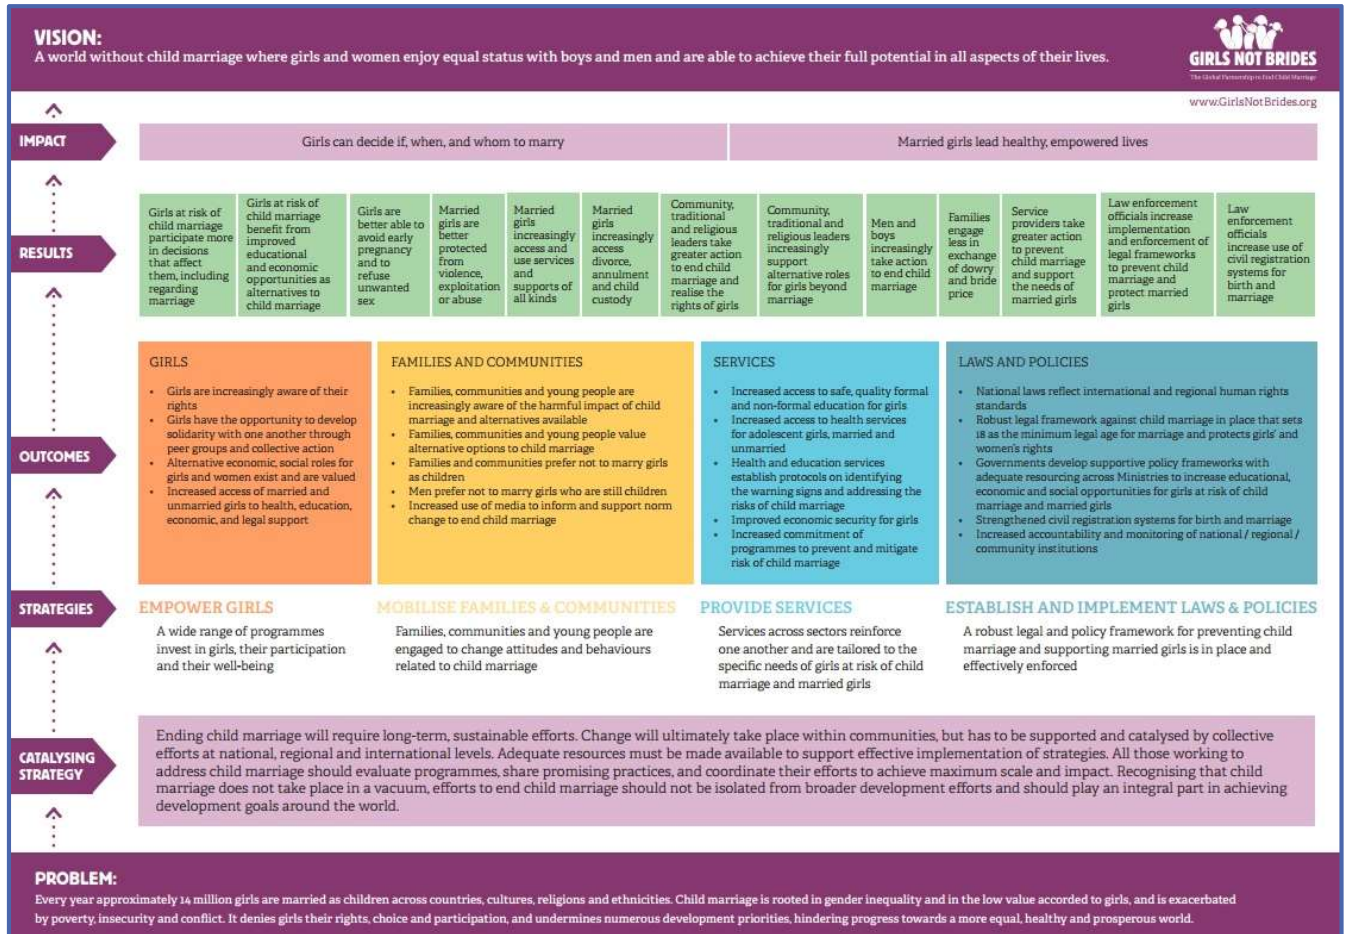 VISION:
A world without child marriage where girls and women enjoy equal status with boys and men and are able to achieve their full potential in all aspects of their lives.
GIRLS NOT BRIDES
The Global Partnership to End Child Marriage
www.GirlsNotBrides.org
IMPACT
Girls can decide if, when, and whom to marry
Married girls lead healthy, empowered lives
RESULTS
Girls at risk of
child marriage
participate more
in decisions
that affect
them, including
regarding
marriage
Girls at risk of
child marriage
benefit from
improved
educational
and economic
opportunities as
alternatives to
child marriage
Girls are
better able to
avoid early
pregnancy
and to
refuse
unwanted
sex
Married
girls are
better
protected
from
violence,
exploitation
or abuse
Married
girls
increasingly
access and
use services
and
supports of
all kinds
Married
girls
increasingly
access
divorce,
annulment
and child
custody
Community,
traditional
and religious
leaders take
greater action
to end child
marriage and
realise the
rights of girls
Community,
traditional and
religious leaders
increasingly
support
alternative roles
for girls beyond
marriage
Men and
boys
increasingly
take action
to end child
marriage
Families
engage
less in
exchange
of dowry
and bride
price
Service
providers take
greater action
to prevent
child marriage
and support
the needs of
married girls
Law enforcement
officials increase
implementation
and enforcement of
legal frameworks
to prevent child
marriage and
protect married
girls
Law
enforcement
officials
increase use of
civil registration
systems for
birth and
marriage
OUTCOMES
GIRLS
• Girls are increasingly aware of their
rights
• Girls have the opportunity to develop
solidarity with one another through
peer groups and collective action
• Alternative economic, social roles for
girls and women exist and are valued
• Increased access of married and
unmarried girls to health, education,
economic, and legal support
FAMILIES AND COMMUNITIES
• Families, communities and young people are
increasingly aware of the harmful impact of child
marriage and alternatives available
• Families, communities and young people value
alternative options to child marriage
• Families and communities prefer not to marry girls
as children
• Men prefer not to marry girls who are still children
• Increased use of media to inform and support norm
change to end child marriage
SERVICES
• Increased access to safe, quality formal
and non-formal education for girls
• Increased access to health services
for adolescent girls, married and
unmarried
• Health and education services
establish protocols on identifying
the warning signs and addressing the
risks of child marriage
• Improved economic security for girls
• Increased commitment of
programmes to prevent and mitigate
risk of child marriage
LAWS AND POLICIES
• National laws reflect international and regional human rights
standards
• Robust legal framework against child marriage in place that sets
18 as the minimum legal age for marriage and protects girls' and
women's rights
• Governments develop supportive policy frameworks with
adequate resourcing across Ministries to increase educational,
economic and social opportunities for girls at risk of child
marriage and married girls
• Strengthened civil registration systems for birth and marriage
• Increased accountability and monitoring of national / regional /
community institutions
STRATEGIES
EMPOWER GIRLS
A wide range of programmes
invest in girls, their participation
and their well-being
MOBILISE FAMILIES & COMMUNITIES
Families, communities and young people are
engaged to change attitudes and behaviours
related to child marriage
PROVIDE SERVICES
Services across sectors reinforce
one another and are tailored to the
specific needs of girls at risk of child
marriage and married girls
ESTABLISH AND IMPLEMENT LAWS & POLICIES
A robust legal and policy framework for preventing child
marriage and supporting married girls is in place and
effectively enforced
CATALYSING
STRATEGY
Ending child marriage will require long-term, sustainable efforts. Change will ultimately take place within communities, but has to be supported and catalysed by collective
efforts at national, regional and international levels. Adequate resources must be made available to support effective implementation of strategies. All those working to
address child marriage should evaluate programmes, share promising practices, and coordinate their efforts to achieve maximum scale and impact. Recognising that child
marriage does not take place in a vacuum, efforts to end child marriage should not be isolated from broader development efforts and should play an integral part in achieving
development goals around the world.
PROBLEM:
Every year approximately 14 million girls are married as children across countries, cultures, religions and ethnicities. Child marriage is rooted in gender inequality and in the low value accorded to girls, and is exacerbated
by poverty, insecurity and conflict. It denies girls their rights, choice and participation, and undermines numerous development priorities, hindering progress towards a more equal, healthy and prosperous world.